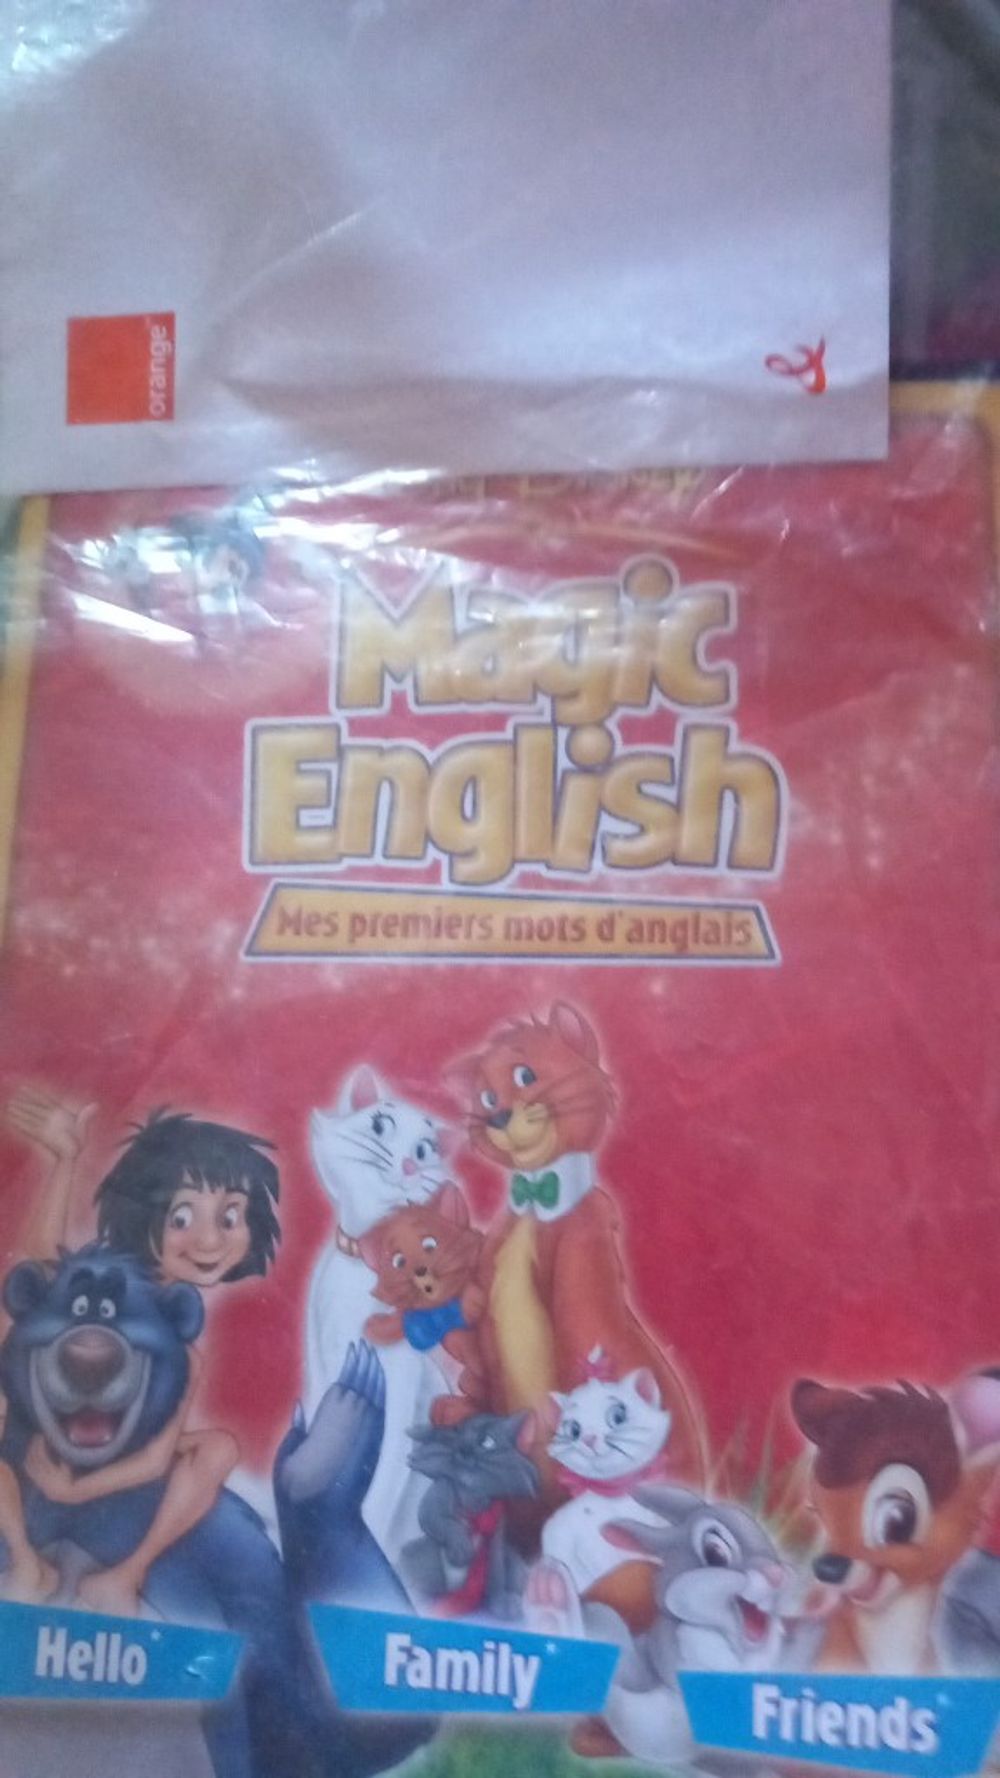 orange
Magic
English
Mes premiers mots d'anglais
Hello*
Family*
Friends*